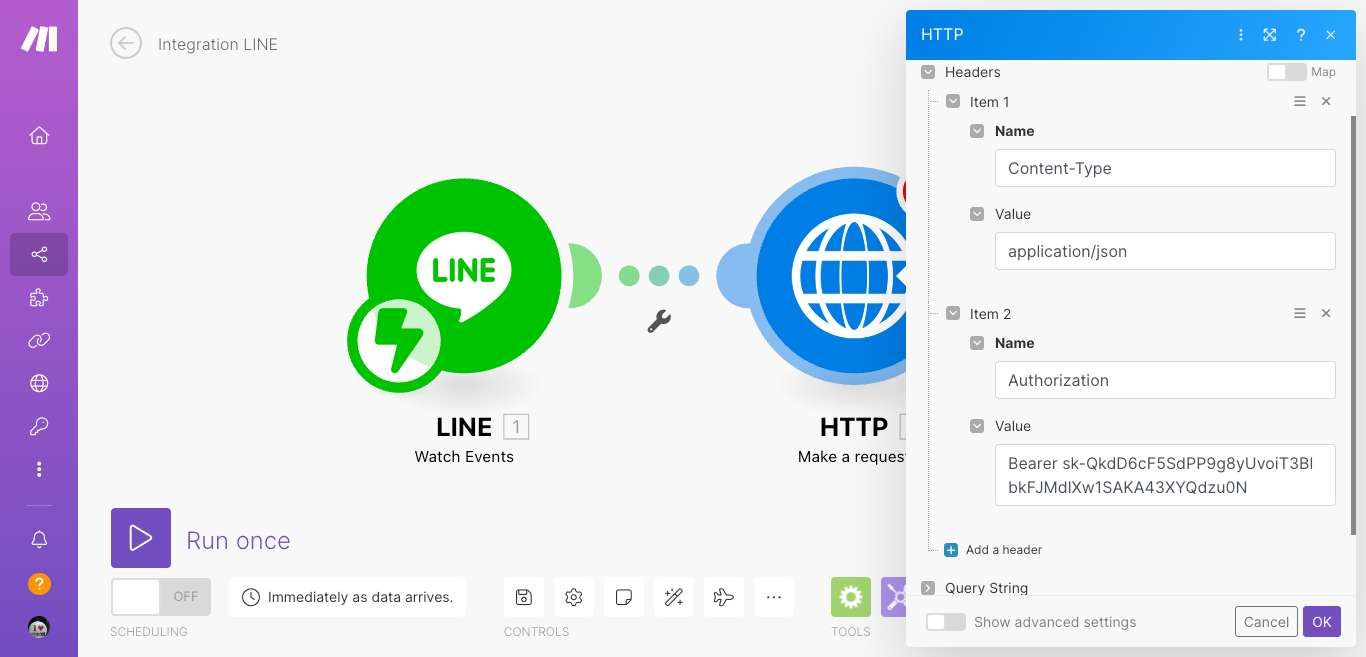 Integration LINE
HTTP
?
Headers
Map
Item 1
Name
Content-Type
Value
application/json
Item 2
Name
Authorization
Value
Bearer sk-QkdD6cF5SdPP9g8yUvoiT3Bl
bkFJMdlXw1SAKA43XYQdzu0N
Add a header
Query String
Show advanced settings
Cancel
OK
LINE
LINE 1
Watch Events
HTTP
Make a request
Run once
OFF
Immediately as data arrives.
SCHEDULING
CONTROLS
TOOLS
?